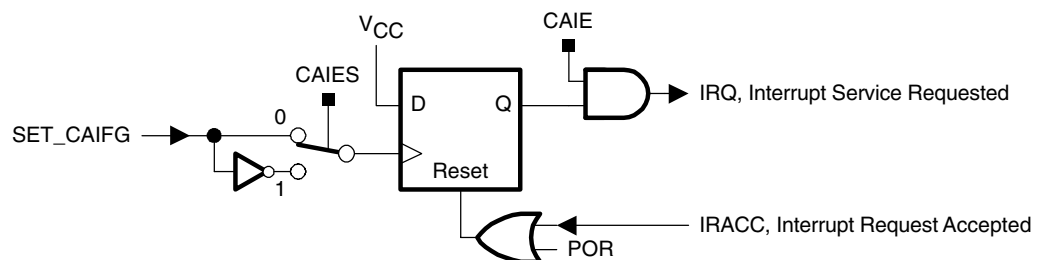 CAIE
VCC
CAIES
D
Q
IRQ, Interrupt Service Requested
0
SET_CAIFG
Reset
1
IRACC, Interrupt Request Accepted
POR